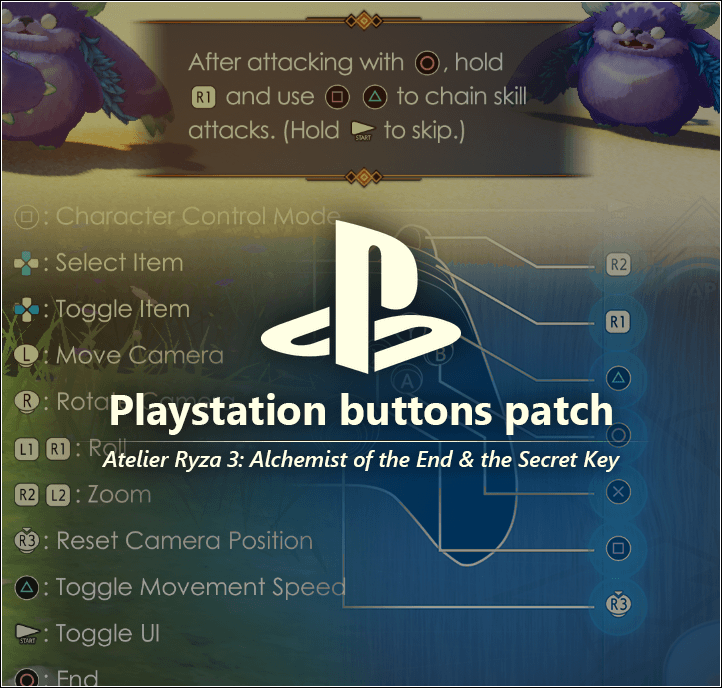 After attacking with ○, hold
R1 and use □ △ to chain skill
attacks. (Hold START to skip.)
□: Character Control Mode
: Select Item
: Toggle Item
L: Move Camera
R: Rotate Camera
L1 R1: Roll
R2 L2: Zoom
R3: Reset Camera Position
△: Toggle Movement Speed
START: Toggle UI
○: End
R2
R1
△
○
✕
□
R3
B
A
AP
Playstation buttons patch
Atelier Ryza 3: Alchemist of the End & the Secret Key